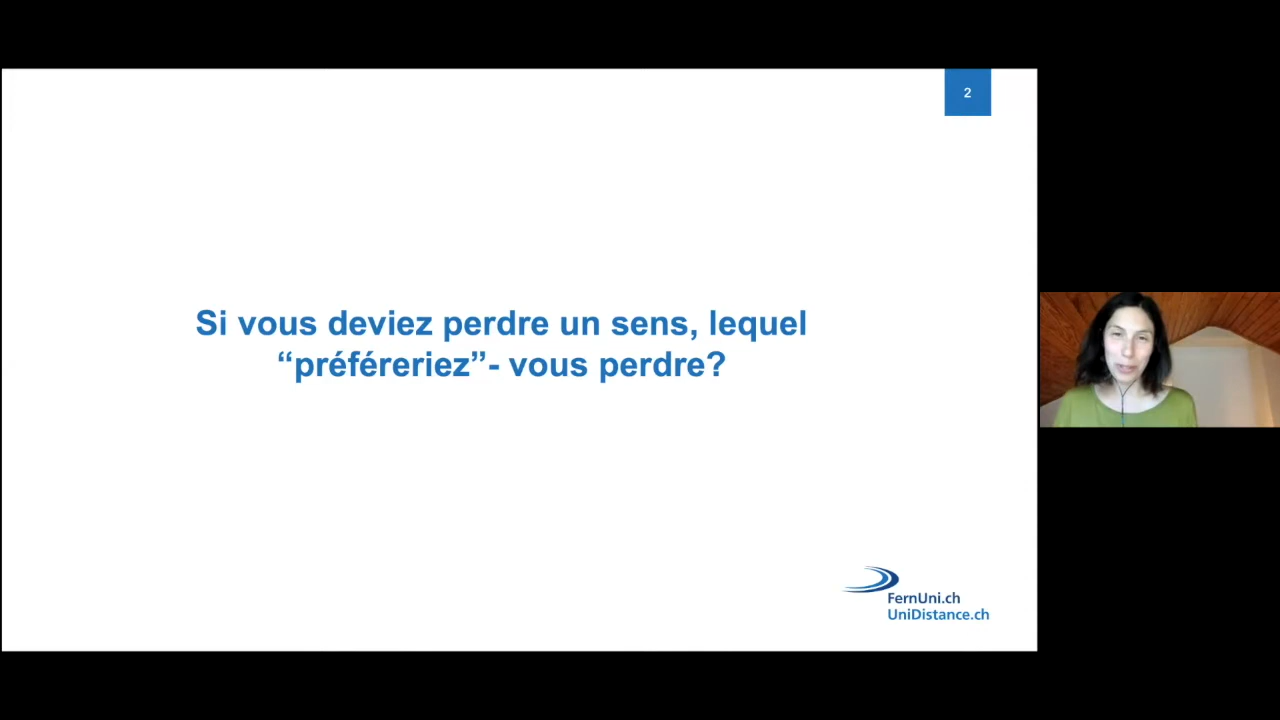 2
Si vous deviez perdre un sens, lequel
“préféreriez”- vous perdre?
FernUni.ch
UniDistance.ch